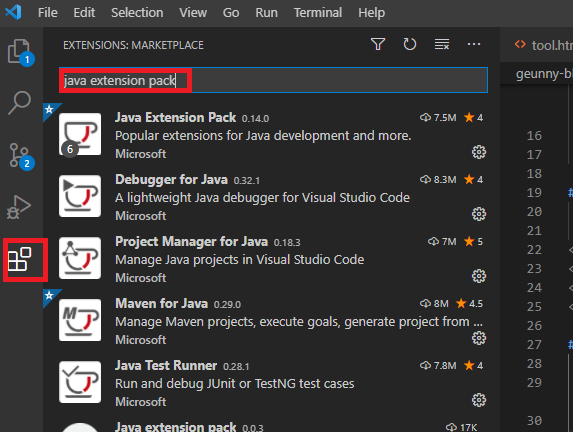 File Edit Selection View Go Run Terminal Help
EXTENSIONS: MARKETPLACE
tool.ht
java extension pack
geunny-b
Java Extension Pack 0.14.0 7.5M 4
Popular extensions for Java development and more.
Microsoft
6
Debugger for Java 0.32.1 8.3M 4
A lightweight Java debugger for Visual Studio Code
Microsoft
Project Manager for Java 0.18.3 7M 5
Manage Java projects in Visual Studio Code
Microsoft
Maven for Java 0.29.0 8M 4.5
Manage Maven projects, execute goals, generate project from ...
Microsoft
Java Test Runner 0.28.1 7.8M 4
Run and debug JUnit or TestNG test cases
Microsoft
Java extension pack 0.0.3 17K
1
2
16
17
18
19 #
20
21
22 <
23 <
24 <
25 <
26
27 #
28
29
30